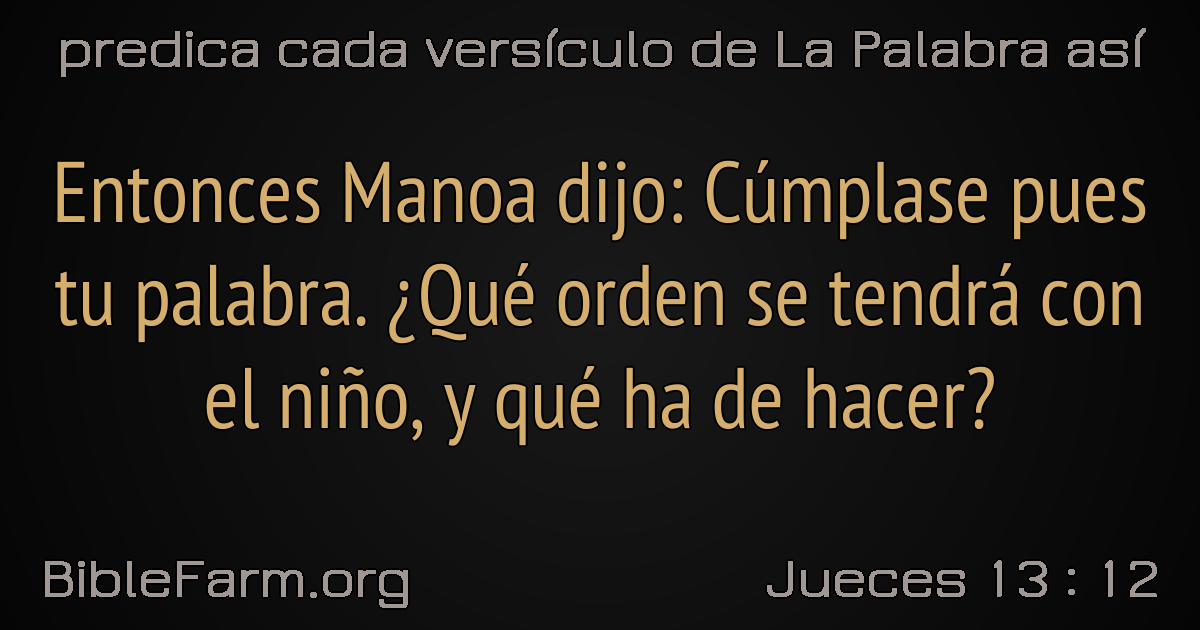 predica cada versículo de La Palabra así
Entonces Manoa dijo: Cúmplase pues
tu palabra. ¿Qué orden se tendrá con
el niño, y qué ha de hacer?
BibleFarm.org
Jueces 13 : 12